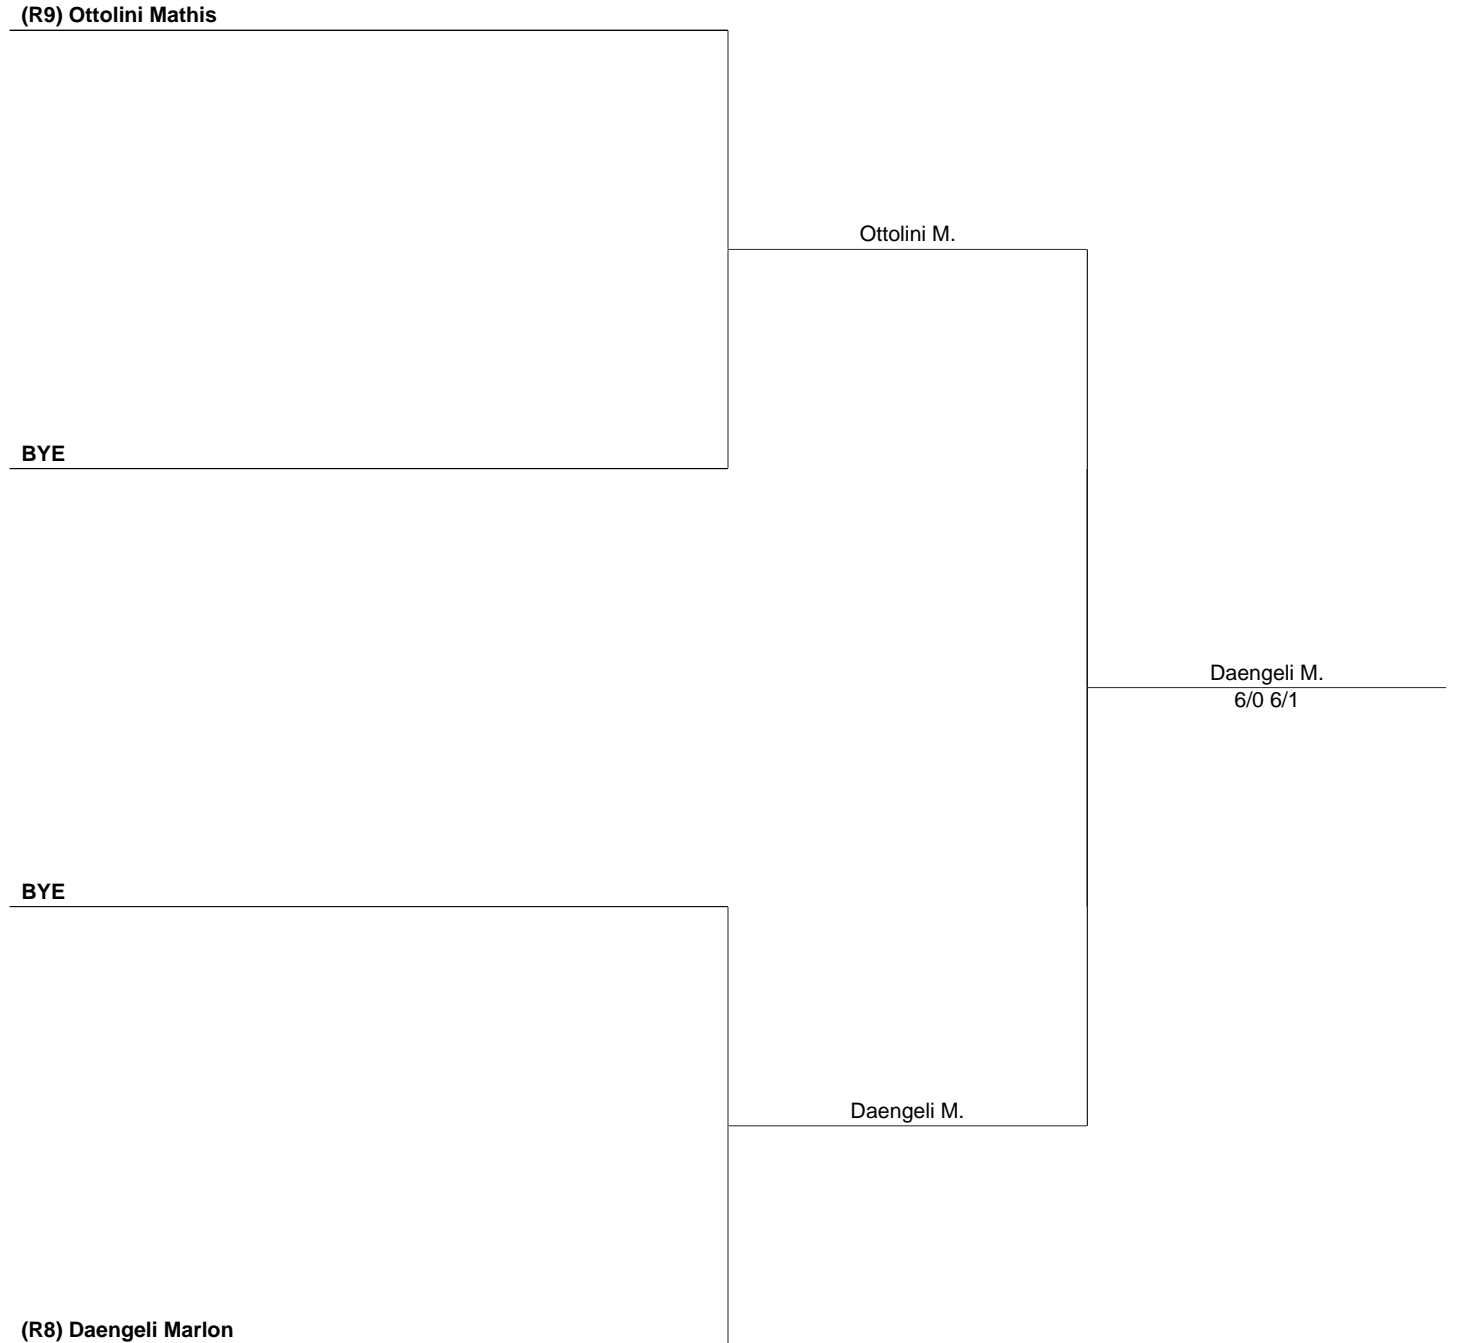 (R9) Ottolini Mathis
Ottolini M.
BYE
Daengeli M.
6/0 6/1
BYE
Daengeli M.
(R8) Daengeli Marlon